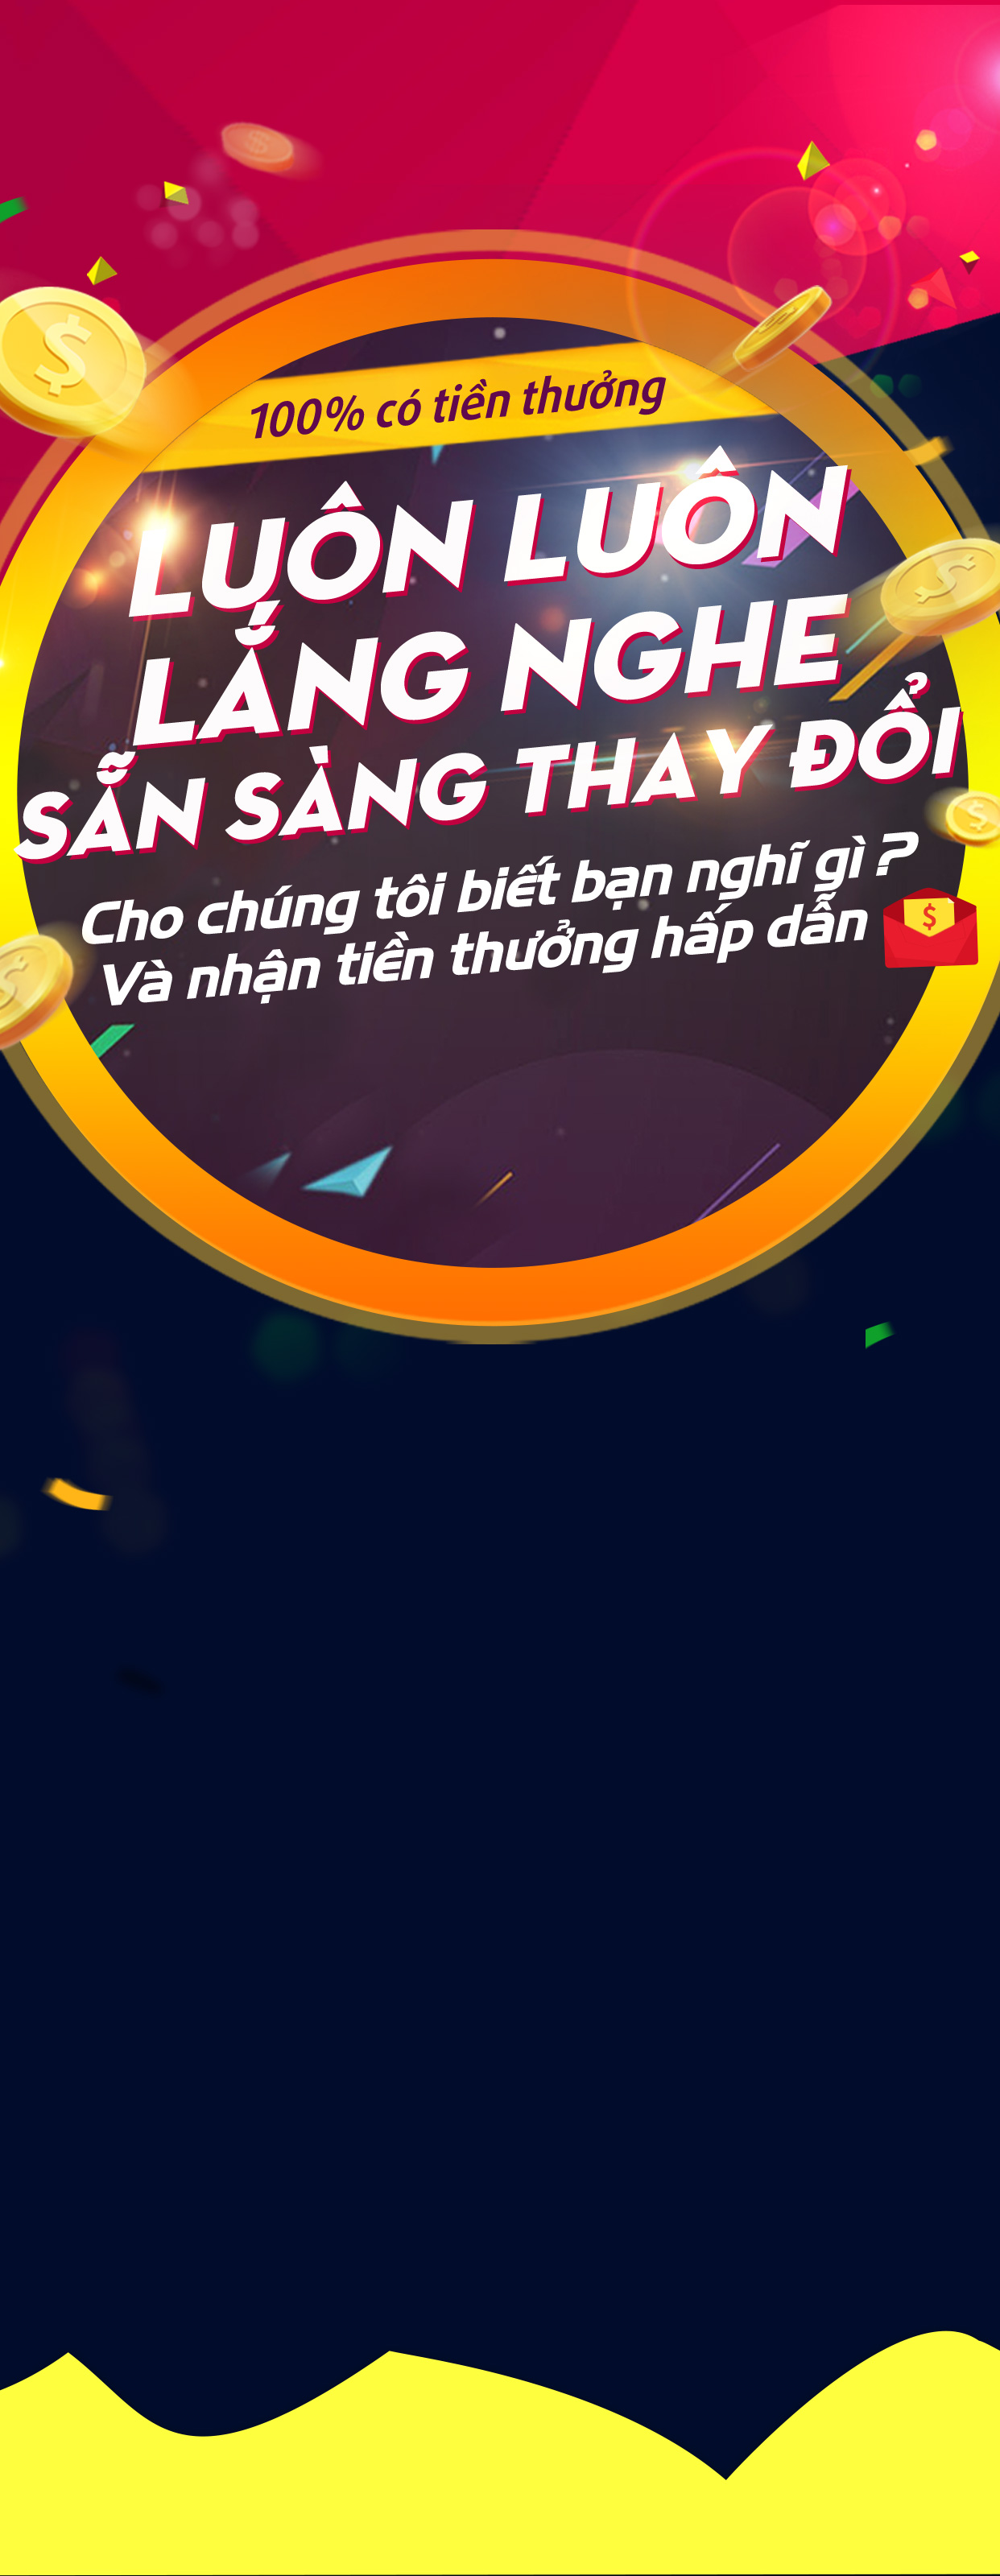 100% có tiền thưởng
LUÔN LUÔN
LẮNG NGHE
SẴN SÀNG THAY ĐỔI
Cho chúng tôi biết bạn nghĩ gì ?
Và nhận tiền thưởng hấp dẫn